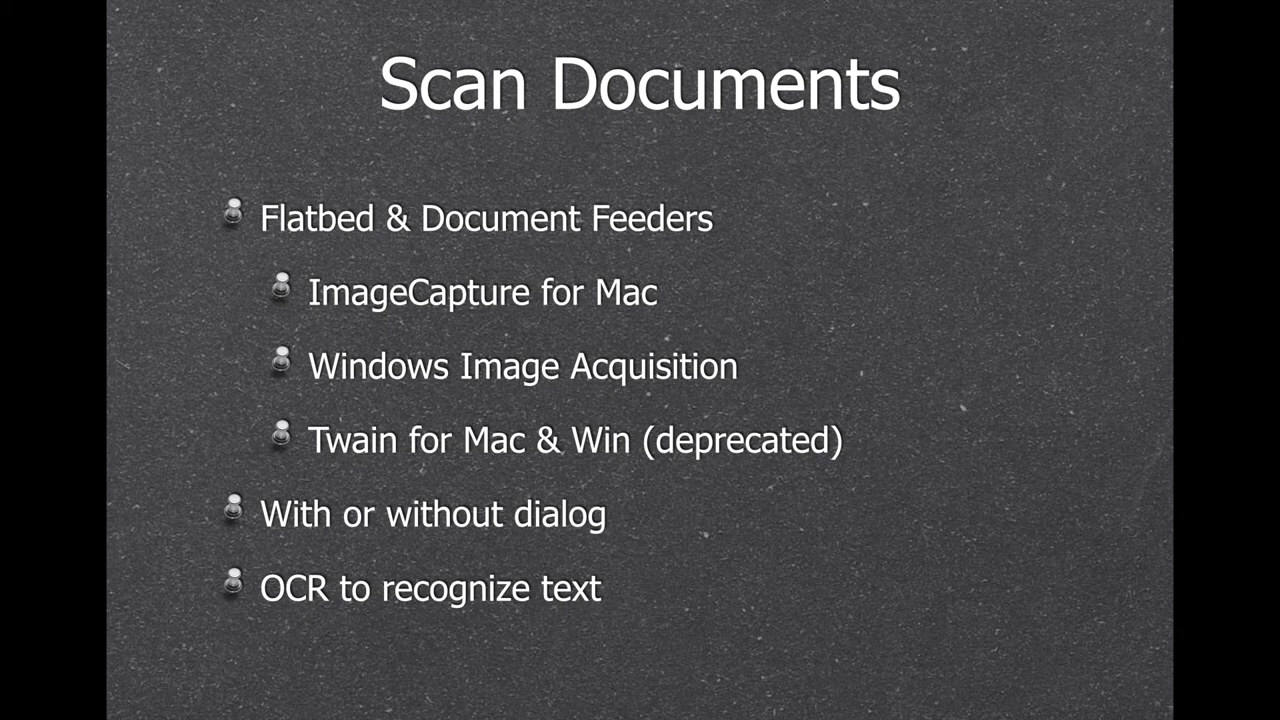 Scan Documents
Flatbed & Document Feeders
ImageCapture for Mac
Windows Image Acquisition
Twain for Mac & Win (deprecated)
With or without dialog
OCR to recognize text